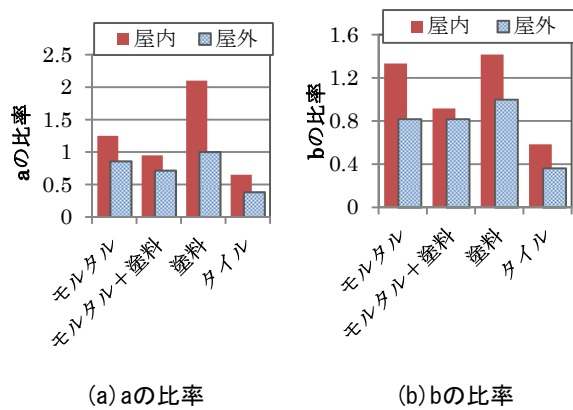 屋内 屋外
aの比率
2.5
2
1.5
1
0.5
0
モルタル
モルタル＋塗料
塗料
タイル
(a)aの比率
屋内 屋外
bの比率
1.6
1.2
0.8
0.4
0
モルタル
モルタル＋塗料
塗料
タイル
(b)bの比率